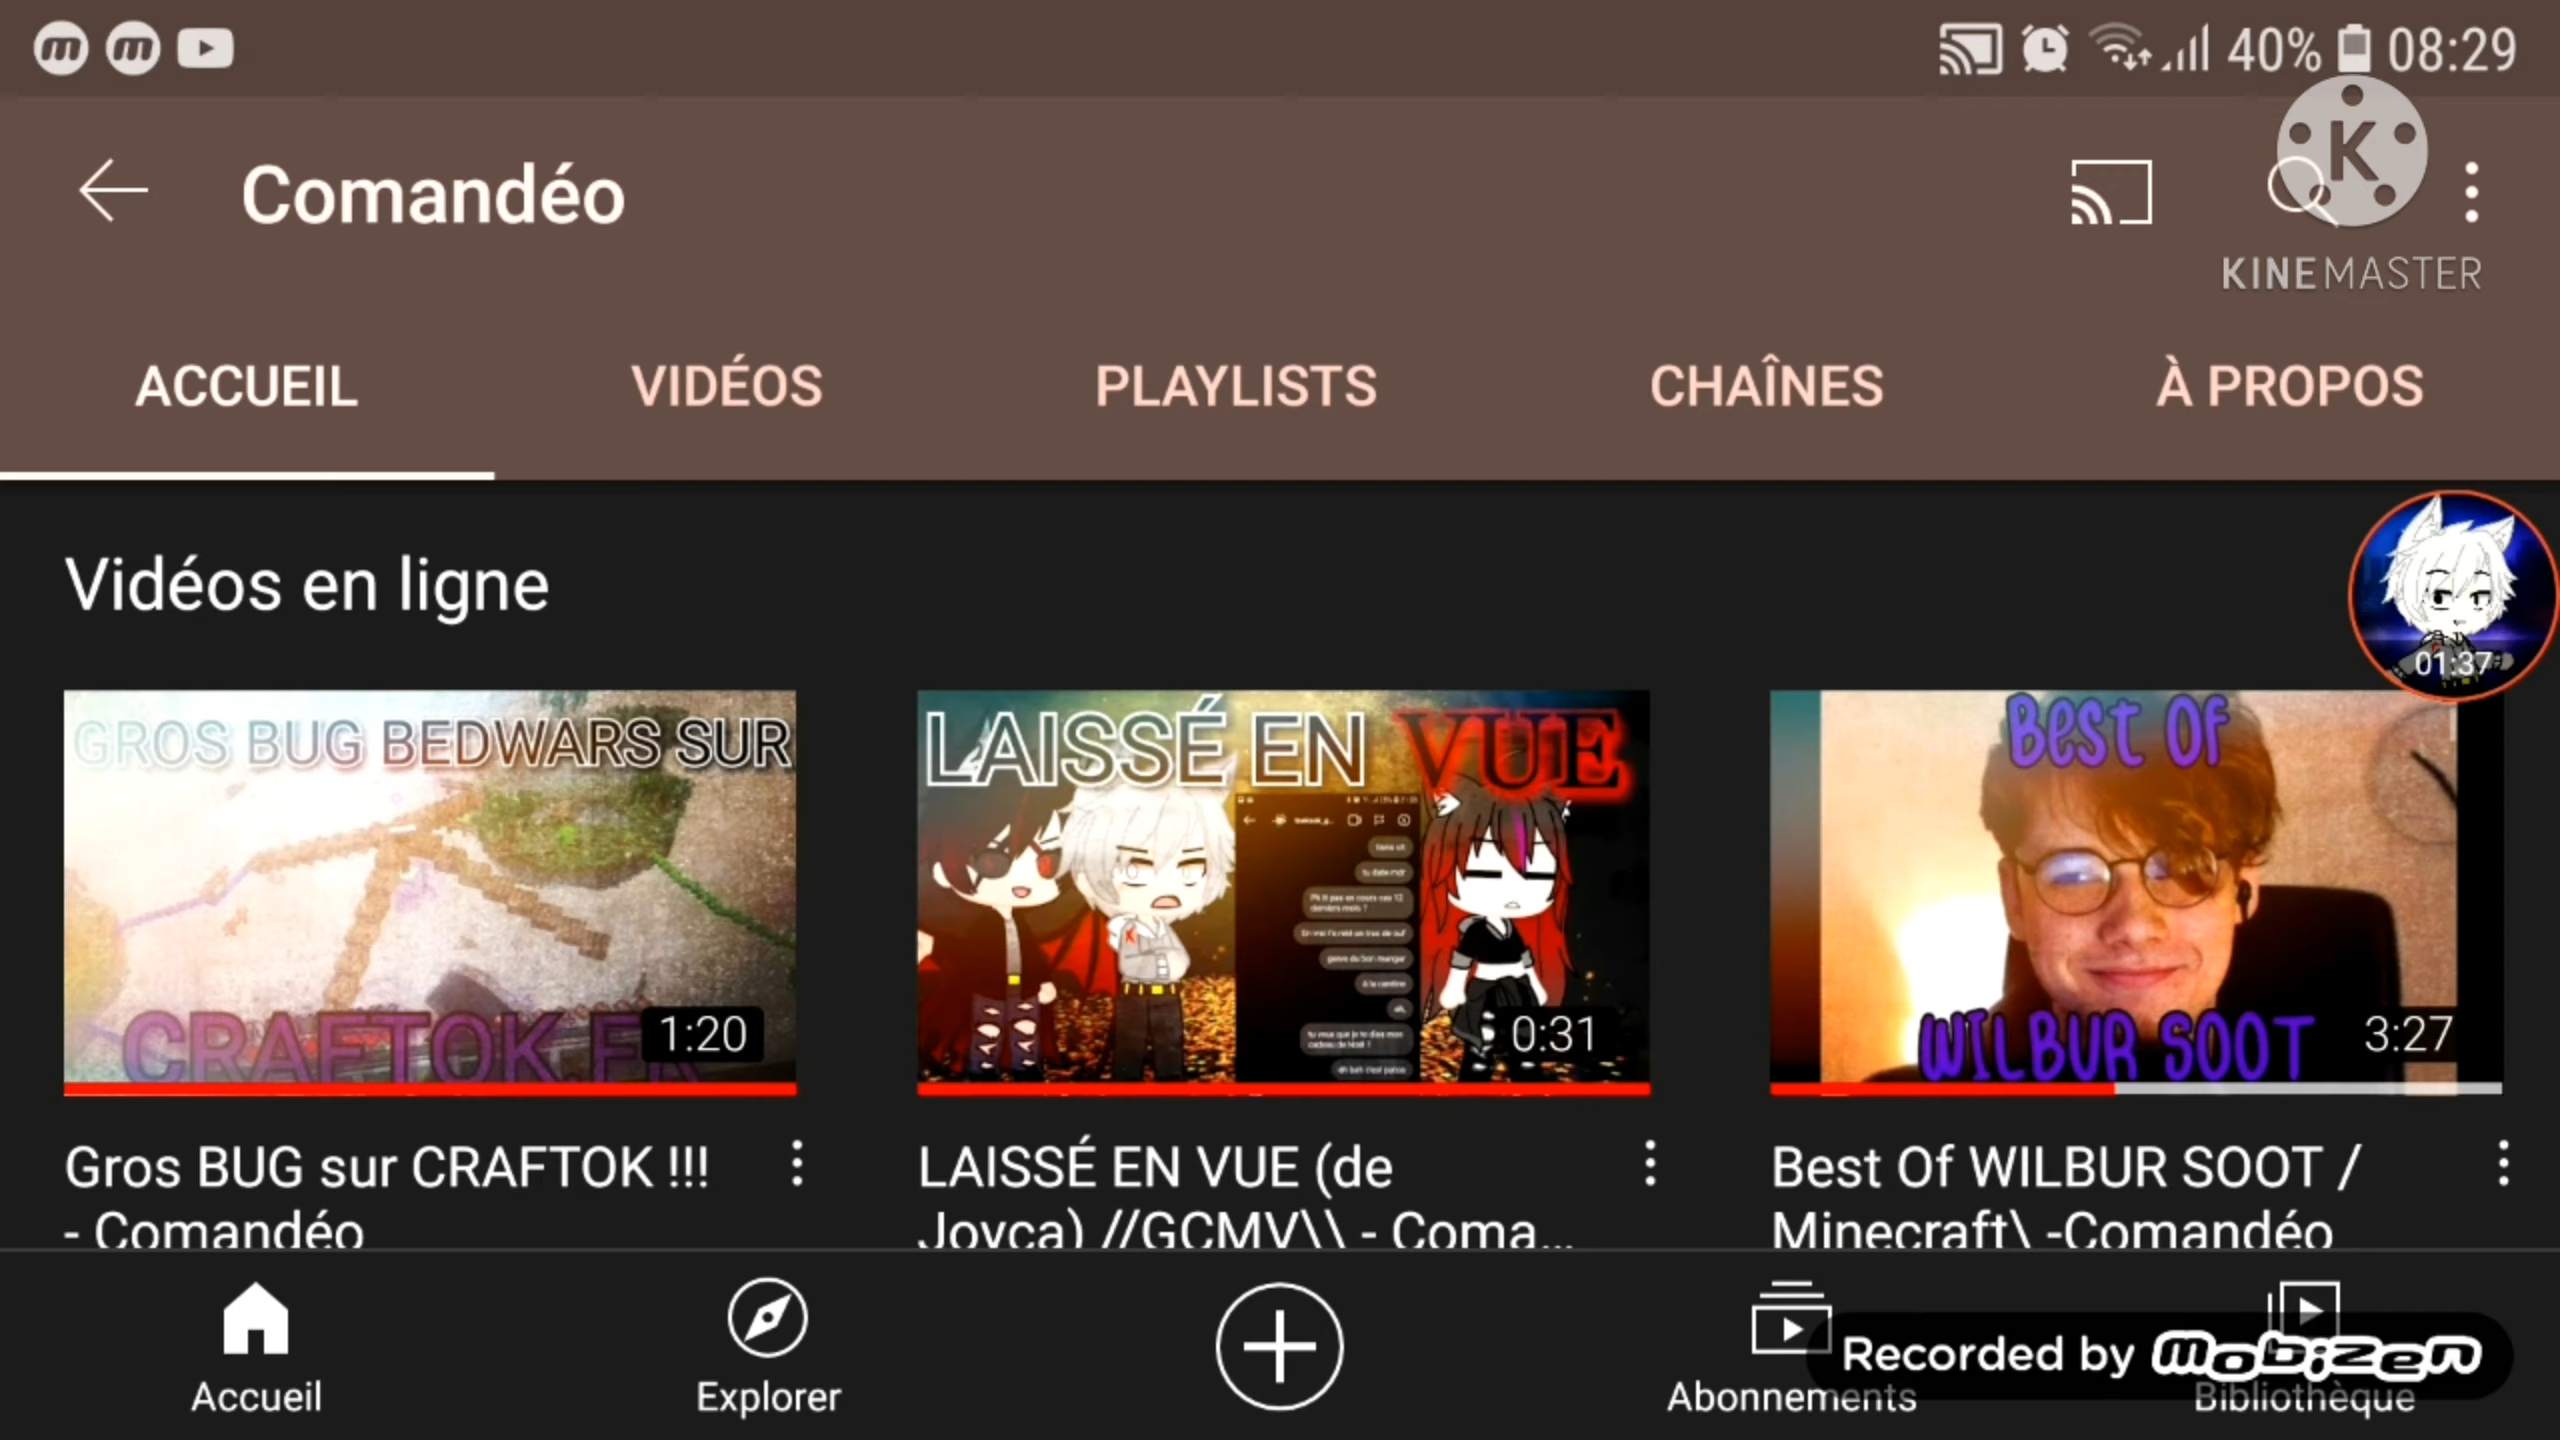 40% 08:29
Comandéo
K
KINEMASTER
ACCUEIL VIDÉOS PLAYLISTS CHAÎNES À PROPOS
Vidéos en ligne
01:37
GROS BUG BEDWARS SUR
CRAFTOK.FR
1:20
LAISSÉ EN VUE
0:31
Best Of
WILBUR SOOT
3:27
Gros BUG sur CRAFTOK !!!
- Comandéo
LAISSÉ EN VUE (de
Joyca) //GCMV\\ - Coma...
Best Of WILBUR SOOT /
Minecraft\ -Comandéo
Accueil
Explorer
Abonnements
Bibliothèque
Recorded by mobizen